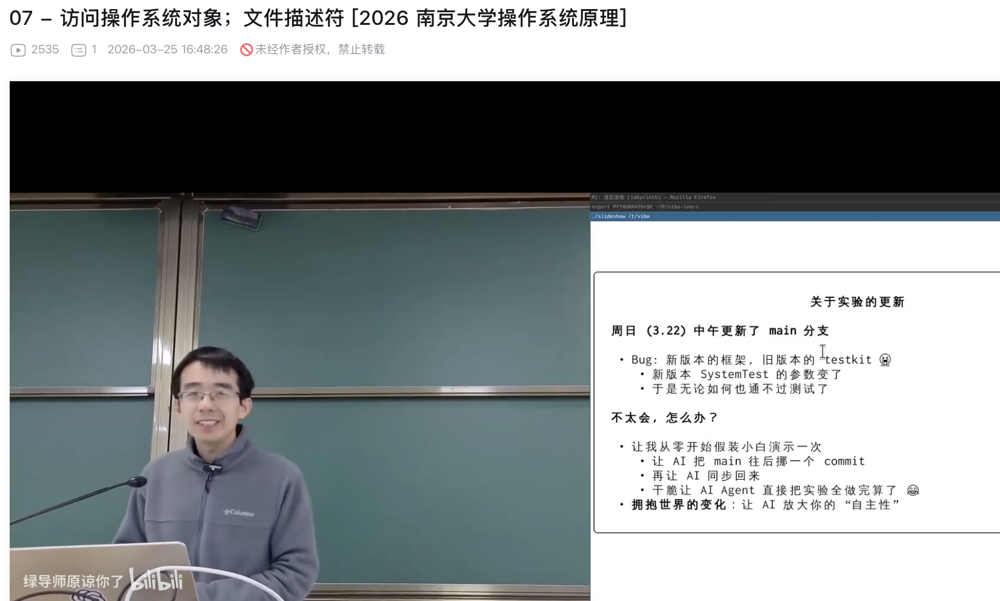 07 – 访问操作系统对象；文件描述符 [2026 南京大学操作系统原理]
2535 1 2026-03-25 16:48:26 未经作者授权，禁止转载
M1: 迷宫游戏 (labyrinth) — Mozilla Firefox
export PYTHONPATH=$P ~/P/vibe-learn
./slideshow /t/vibe
关于实验的更新
周日 (3.22) 中午更新了 main 分支
• Bug: 新版本的框架, 旧版本的 testkit 😭
• 新版本 SystemTest 的参数变了
• 于是无论如何也通不过测试了
不太会, 怎么办？
• 让我从零开始假装小白演示一次
• 让 AI 把 main 往后挪一个 commit
• 再让 AI 同步回来
• 干脆让 AI Agent 直接把实验全做完算了 😁
• 拥抱世界的变化：让 AI 放大你的 “自主性”
Columbia
绿导师原谅你了 bilibili